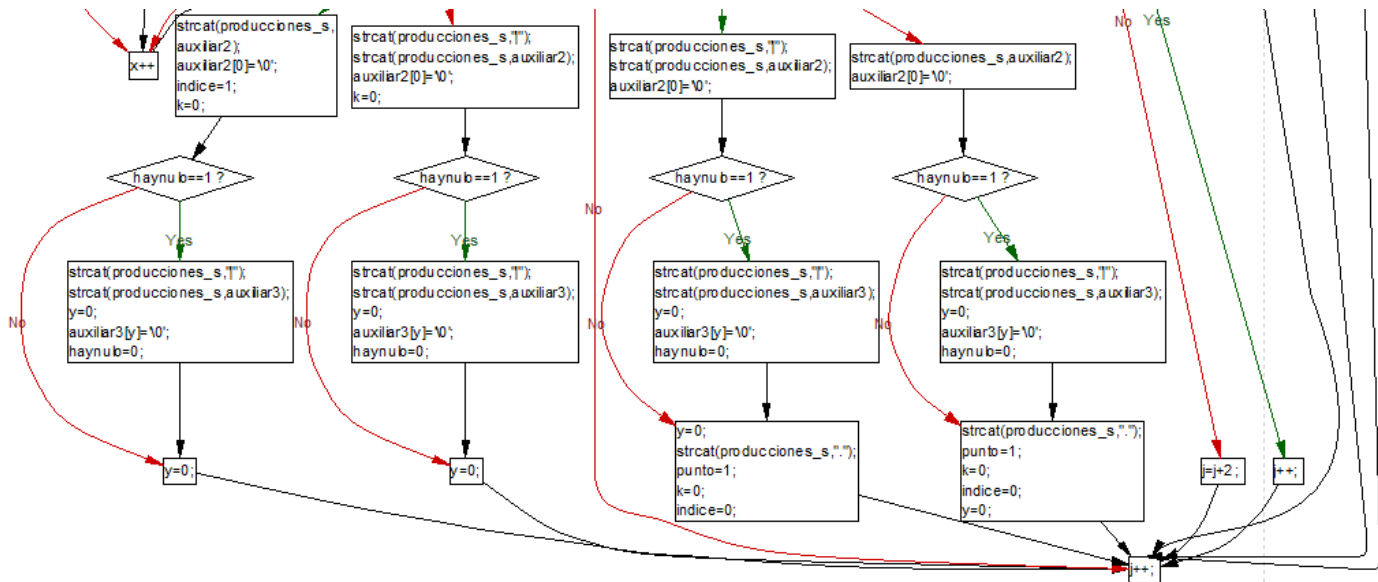 No
Yes
x++
strcat(producciones_s,
auxiliar2);
auxiliar2[0]='\0';
indice=1;
k=0;
strcat(producciones_s,"|");
strcat(producciones_s,auxiliar2);
auxiliar2[0]='\0';
k=0;
strcat(producciones_s,"|");
strcat(producciones_s,auxiliar2);
auxiliar2[0]='\0';
strcat(producciones_s,auxiliar2);
auxiliar2[0]='\0';
haynulo==1 ?
haynulo==1 ?
haynulo==1 ?
haynulo==1 ?
No
Yes
Yes
Yes
Yes
strcat(producciones_s,"|");
strcat(producciones_s,auxiliar3);
y=0;
auxiliar3[y]='\0';
haynulo=0;
strcat(producciones_s,"|");
strcat(producciones_s,auxiliar3);
y=0;
auxiliar3[y]='\0';
haynulo=0;
strcat(producciones_s,"|");
strcat(producciones_s,auxiliar3);
y=0;
auxiliar3[y]='\0';
haynulo=0;
strcat(producciones_s,"|");
strcat(producciones_s,auxiliar3);
y=0;
auxiliar3[y]='\0';
haynulo=0;
No
No
No
No
y=0;
y=0;
y=0;
strcat(producciones_s,".");
punto=1;
k=0;
indice=0;
strcat(producciones_s,".");
punto=1;
k=0;
indice=0;
y=0;
j=j+2 ;
j++;
j++;